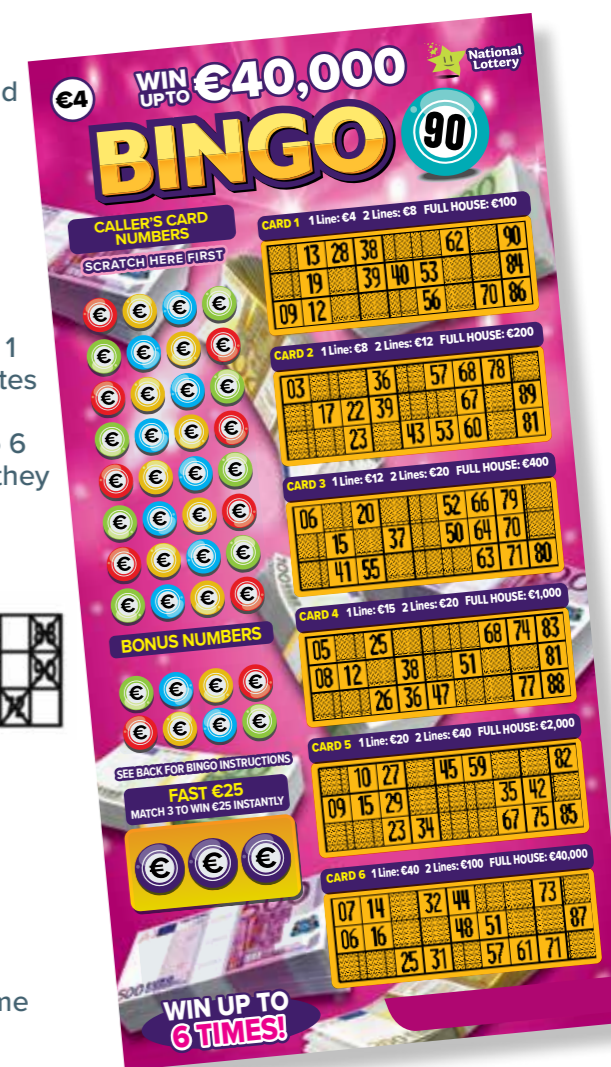 d
1
tes
6
they
me
€4
WIN
UP TO
€40,000
National
Lottery
BINGO
90
CALLER'S CARD
NUMBERS
SCRATCH HERE FIRST
€ € € €
€ € € €
€ € € €
€ € € €
€ € € €
€ € € €
€ € € €
€ € € €
BONUS NUMBERS
€ € € €
€ € € €
SEE BACK FOR BINGO INSTRUCTIONS
FAST €25
MATCH 3 TO WIN €25 INSTANTLY
€ € €
WIN UP TO
6 TIMES!
CARD 1 1 Line: €4 2 Lines: €8 FULL HOUSE: €100
13 28 38 62 90
19 39 40 53 84
09 12 56 70 86
CARD 2 1 Line: €8 2 Lines: €12 FULL HOUSE: €200
03 36 57 68 78
17 22 39 67 89
23 43 53 60 81
CARD 3 1 Line: €12 2 Lines: €20 FULL HOUSE: €400
06 20 52 66 79
15 37 50 64 70
41 55 63 71 80
CARD 4 1 Line: €15 2 Lines: €20 FULL HOUSE: €1,000
05 25 68 74 83
08 12 38 51 81
26 36 47 77 88
CARD 5 1 Line: €20 2 Lines: €40 FULL HOUSE: €2,000
10 27 45 59 82
09 15 29 35 42
23 34 67 75 85
CARD 6 1 Line: €40 2 Lines: €100 FULL HOUSE: €40,000
07 14 32 44 73
06 16 48 51 87
25 31 57 61 71